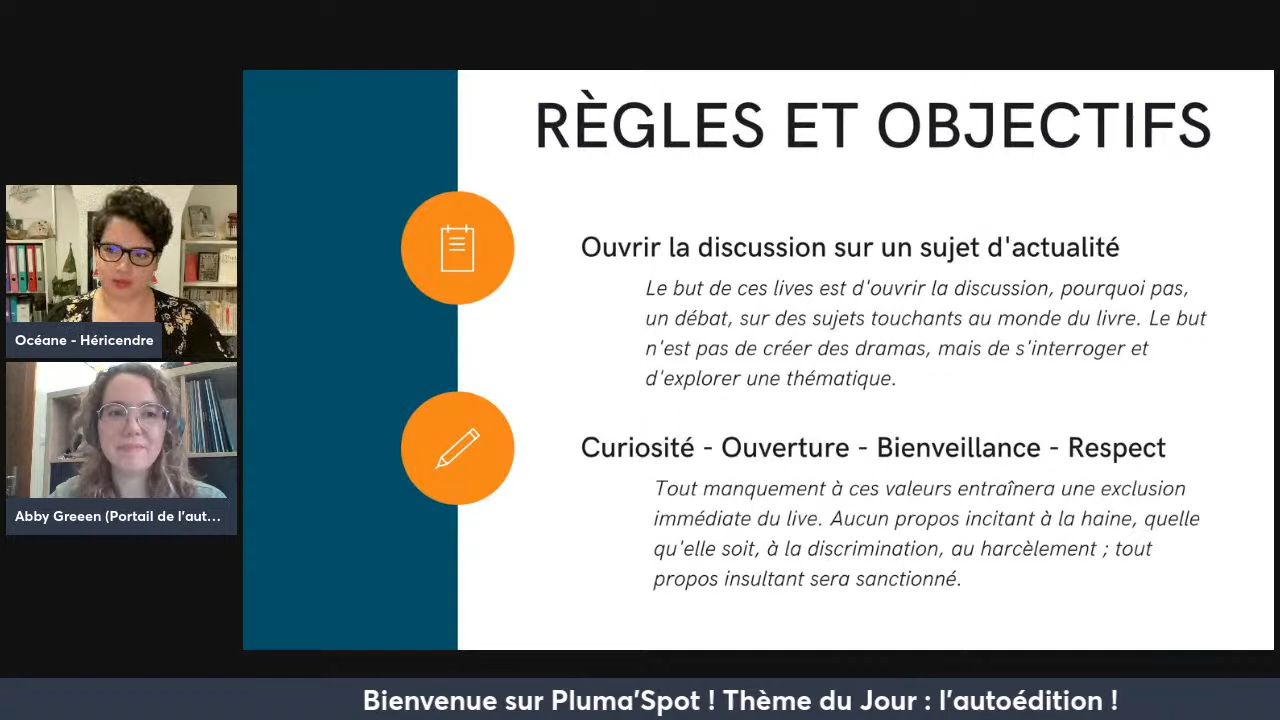 RÈGLES ET OBJECTIFS
Ouvrir la discussion sur un sujet d'actualité
Le but de ces lives est d'ouvrir la discussion, pourquoi pas,
un débat, sur des sujets touchants au monde du livre. Le but
n'est pas de créer des dramas, mais de s'interroger et
d'explorer une thématique.
Curiosité - Ouverture - Bienveillance - Respect
Tout manquement à ces valeurs entraînera une exclusion
immédiate du live. Aucun propos incitant à la haine, quelle
qu'elle soit, à la discrimination, au harcèlement ; tout
propos insultant sera sanctionné.
Océane - Héricendre
Abby Greeen (Portail de l'aut...
Bienvenue sur Pluma'Spot ! Thème du Jour : l'autoédition !